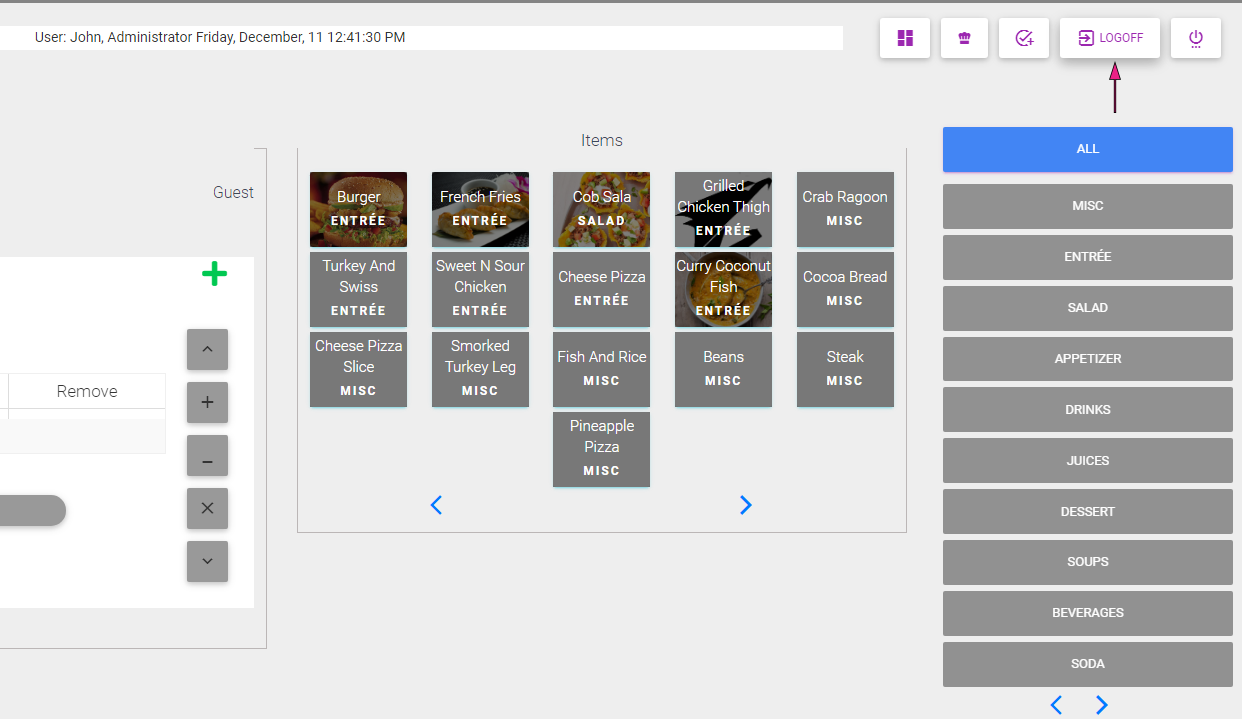 User: John, Administrator Friday, December, 11 12:41:30 PM
LOGOFF
Guest
Remove
Items
Burger
ENTRÉE
French Fries
ENTRÉE
Cob Sala
SALAD
Grilled
Chicken Thigh
ENTRÉE
Crab Ragoon
MISC
Turkey And
Swiss
ENTRÉE
Sweet N Sour
Chicken
ENTRÉE
Cheese Pizza
ENTRÉE
Curry Coconut
Fish
ENTRÉE
Cocoa Bread
MISC
Cheese Pizza
Slice
MISC
Smorked
Turkey Leg
MISC
Fish And Rice
MISC
Beans
MISC
Steak
MISC
Pineapple
Pizza
MISC
ALL
MISC
ENTRÉE
SALAD
APPETIZER
DRINKS
JUICES
DESSERT
SOUPS
BEVERAGES
SODA